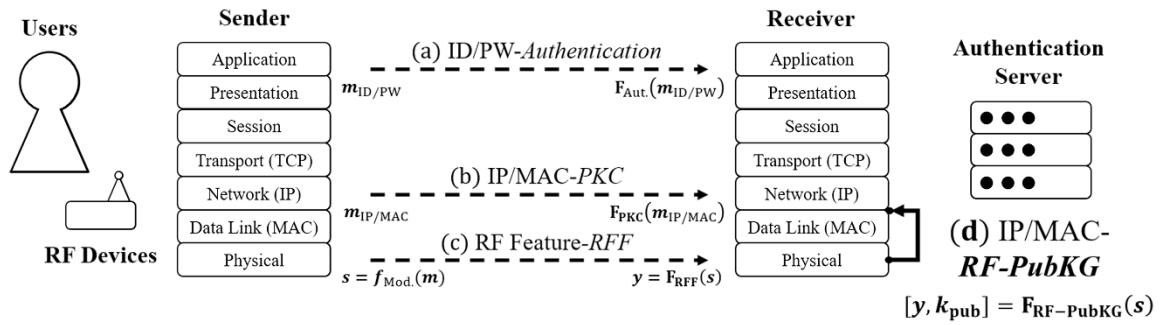 Users
RF Devices
Sender
Application
Presentation
Session
Transport (TCP)
Network (IP)
Data Link (MAC)
Physical
(a) ID/PW-Authentication
m_ID/PW
F_Aut.(m_ID/PW)
(b) IP/MAC-PKC
m_IP/MAC
F_PKC(m_IP/MAC)
(c) RF Feature-RFF
s = f_Mod.(m)
y = F_RFF(s)
Receiver
Application
Presentation
Session
Transport (TCP)
Network (IP)
Data Link (MAC)
Physical
Authentication
Server
(d) IP/MAC-
RF-PubKG
[y, k_pub] = F_RF−PubKG(s)